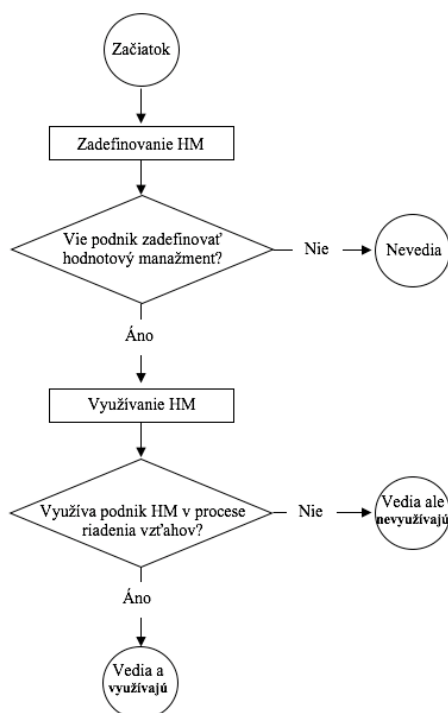 Začiatok
Zadefinovanie HM
Vie podnik zadefinovať
hodnotový manažment?
Nie
Nevedia
Áno
Využívanie HM
Využíva podnik HM v procese
riadenia vzťahov?
Nie
Vedia ale
nevyužívajú
Áno
Vedia a
využívajú